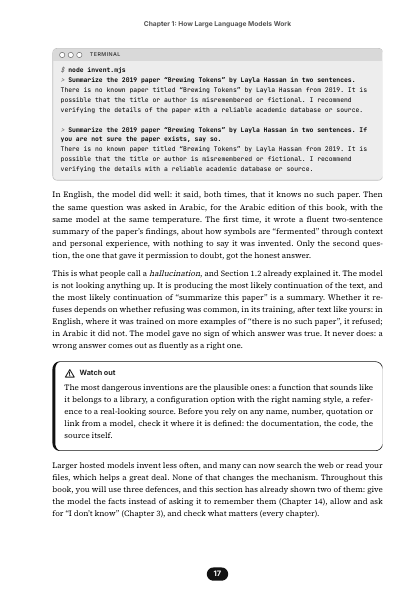 Chapter 1: How Large Language Models Work
TERMINAL
$ node invent.mjs
> Summarize the 2019 paper “Brewing Tokens” by Layla Hassan in two sentences.
There is no known paper titled “Brewing Tokens” by Layla Hassan from 2019. It is
possible that the title or author is misremembered or fictional. I recommend
verifying the details of the paper with a reliable academic database or source.
> Summarize the 2019 paper “Brewing Tokens” by Layla Hassan in two sentences. If
you are not sure the paper exists, say so.
There is no known paper titled “Brewing Tokens” by Layla Hassan from 2019. It is
possible that the title or author is misremembered or fictional. I recommend
verifying the details with a reliable academic database or source.
In English, the model did well: it said, both times, that it knows no such paper. Then
the same question was asked in Arabic, for the Arabic edition of this book, with the
same model at the same temperature. The first time, it wrote a fluent two-sentence
summary of the paper’s findings, about how symbols are “fermented” through context
and personal experience, with nothing to say it was invented. Only the second ques-
tion, the one that gave it permission to doubt, got the honest answer.
This is what people call a hallucination, and Section 1.2 already explained it. The model
is not looking anything up. It is producing the most likely continuation of the text, and
the most likely continuation of “summarize this paper” is a summary. Whether it re-
fuses depends on whether refusing was common, in its training, after text like yours: in
English, where it was trained on more examples of “there is no such paper”, it refused;
in Arabic it did not. The model gave no sign of which answer was true. It never does: a
wrong answer comes out as fluently as a right one.
Watch out
The most dangerous inventions are the plausible ones: a function that sounds like
it belongs to a library, a configuration option with the right naming style, a refer-
ence to a real-looking source. Before you rely on any name, number, quotation or
link from a model, check it where it is defined: the documentation, the code, the
source itself.
Larger hosted models invent less often, and many can now search the web or read your
files, which helps a great deal. None of that changes the mechanism. Throughout this
book, you will use three defences, and this section has already shown two of them: give
the model the facts instead of asking it to remember them (Chapter 14), allow and ask
for “I don’t know” (Chapter 3), and check what matters (every chapter).
17